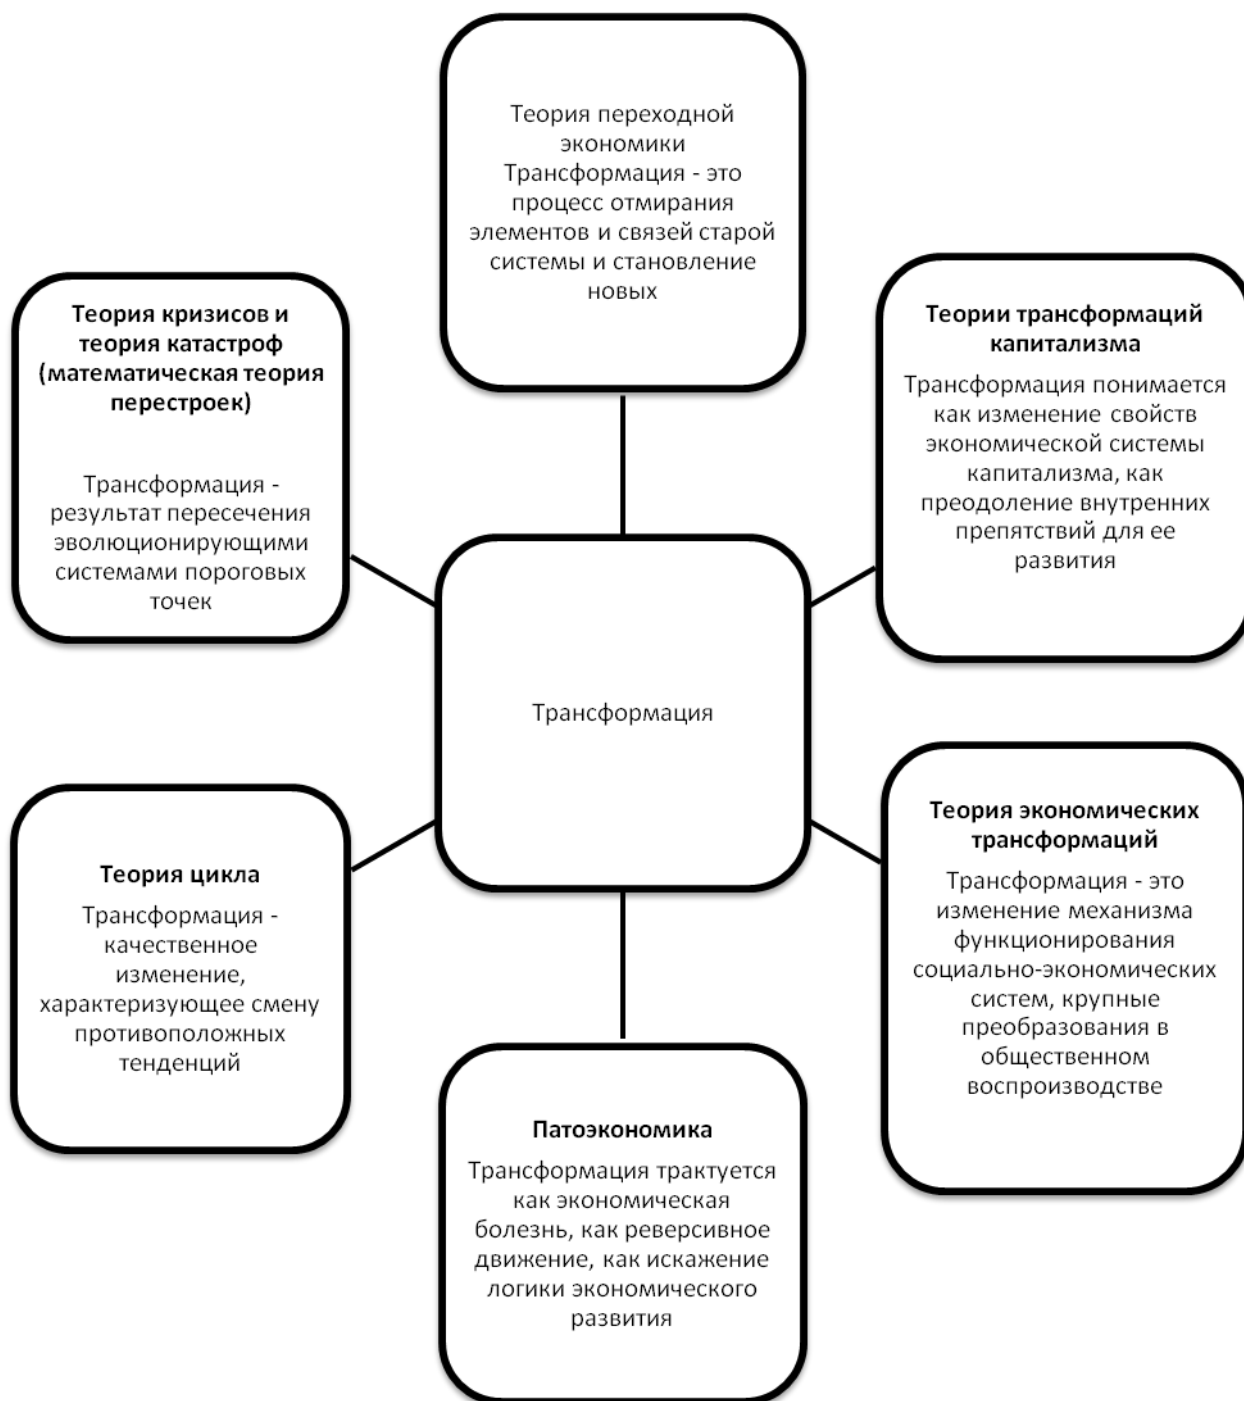 Теория переходной
экономики
Трансформация - это
процесс отмирания
элементов и связей старой
системы и становление
новых
Теория кризисов и
теория катастроф
(математическая теория
перестроек)
Трансформация -
результат пересечения
эволюционирующими
системами пороговых
точек
Теории трансформаций
капитализма
Трансформация понимается
как изменение свойств
экономической системы
капитализма, как
преодоление внутренних
препятствий для ее
развития
Трансформация
Теория цикла
Трансформация -
качественное
изменение,
характеризующее смену
противоположных
тенденций
Теория экономических
трансформаций
Трансформация - это
изменение механизма
функционирования
социально-экономических
систем, крупные
преобразования в
общественном
воспроизводстве
Патоэкономика
Трансформация трактуется
как экономическая
болезнь, как реверсивное
движение, как искажение
логики экономического
развития